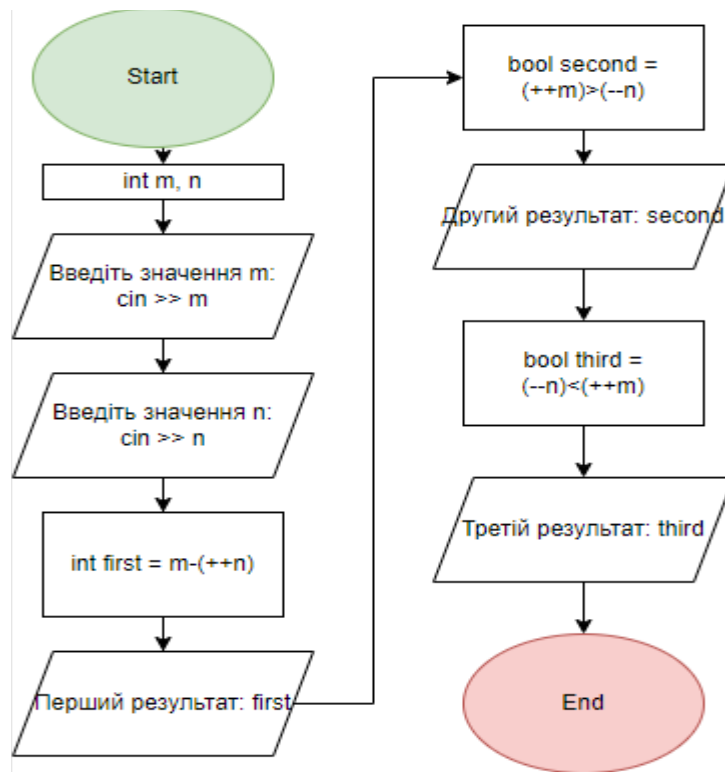 Start
int m, n
Введіть значення m:
cin >> m
Введіть значення n:
cin >> n
int first = m-(++n)
Перший результат: first
bool second =
(++m)>(--n)
Другий результат: second
bool third =
(--n)<(++m)
Третій результат: third
End